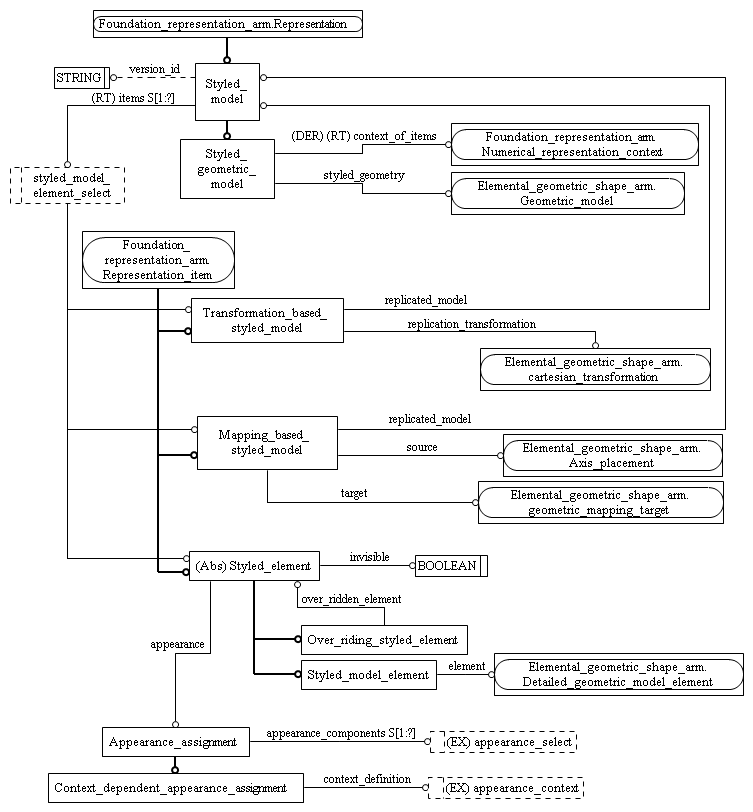 Foundation_representation_arm.Representation
STRING
version_id
Styled_
model
(RT) items S[1:?]
styled_model_
element_select
Styled_
geometric_
model
(DER) (RT) context_of_items
Foundation_representation_arm.
Numerical_representation_context
styled_geometry
Elemental_geometric_shape_arm.
Geometric_model
Foundation_
representation_arm.
Representation_item
Transformation_based_
styled_model
replicated_model
replication_transformation
Elemental_geometric_shape_arm.
cartesian_transformation
Mapping_based_
styled_model
replicated_model
source
Elemental_geometric_shape_arm.
Axis_placement
target
Elemental_geometric_shape_arm.
geometric_mapping_target
(Abs) Styled_element
invisible
BOOLEAN
over_ridden_element
Over_riding_styled_element
appearance
Styled_model_element
element
Elemental_geometric_shape_arm.
Detailed_geometric_model_element
Appearance_assignment
appearance_components S[1:?]
(EX) appearance_select
Context_dependent_appearance_assignment
context_definition
(EX) appearance_context